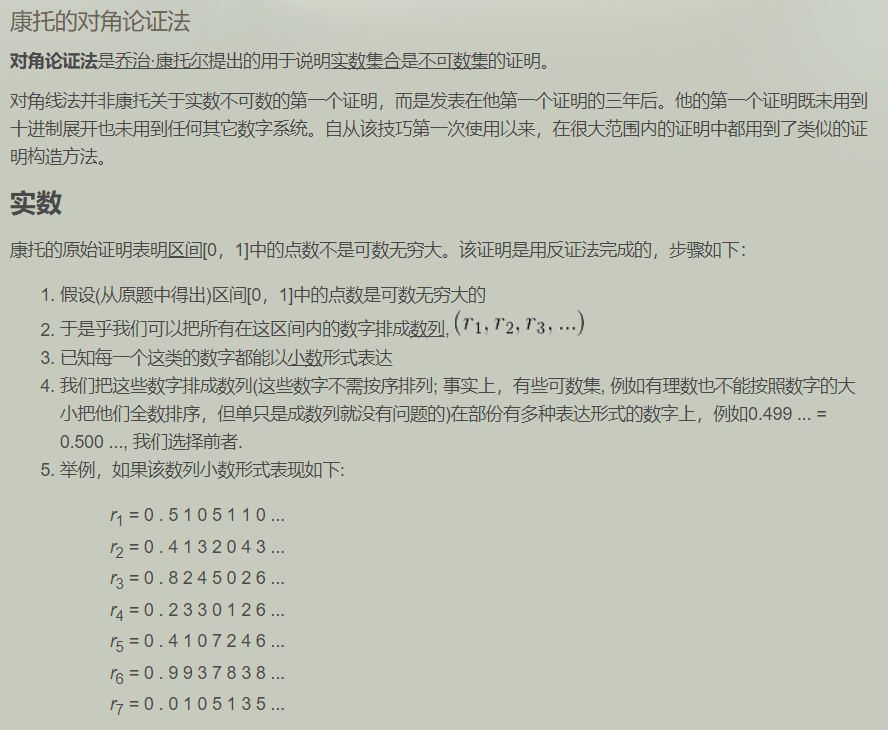 康托的对角论证法
对角论证法是乔治·康托尔提出的用于说明实数集合是不可数集的证明。
对角线法并非康托关于实数不可数的第一个证明，而是发表在他第一个证明的三年后。他的第一个证明既未用到
十进制展开也未用到任何其它数字系统。自从该技巧第一次使用以来，在很大范围内的证明中都用到了类似的证
明构造方法。
实数
康托的原始证明表明区间[0，1]中的点数不是可数无穷大。该证明是用反证法完成的，步骤如下：
1. 假设(从原题中得出)区间[0，1]中的点数是可数无穷大的
2. 于是乎我们可以把所有在这区间内的数字排成数列, (r₁, r₂, r₃, ...)
3. 已知每一个这类的数字都能以小数形式表达
4. 我们把这些数字排成数列(这些数字不需按序排列; 事实上，有些可数集, 例如有理数也不能按照数字的大
小把他们全数排序，但单只是成数列就没有问题的)在部份有多种表达形式的数字上，例如0.499 ... =
0.500 ..., 我们选择前者.
5. 举例，如果该数列小数形式表现如下:
r₁ = 0 . 5 1 0 5 1 1 0 ...
r₂ = 0 . 4 1 3 2 0 4 3 ...
r₃ = 0 . 8 2 4 5 0 2 6 ...
r₄ = 0 . 2 3 3 0 1 2 6 ...
r₅ = 0 . 4 1 0 7 2 4 6 ...
r₆ = 0 . 9 9 3 7 8 3 8 ...
r₇ = 0 . 0 1 0 5 1 3 5 ...